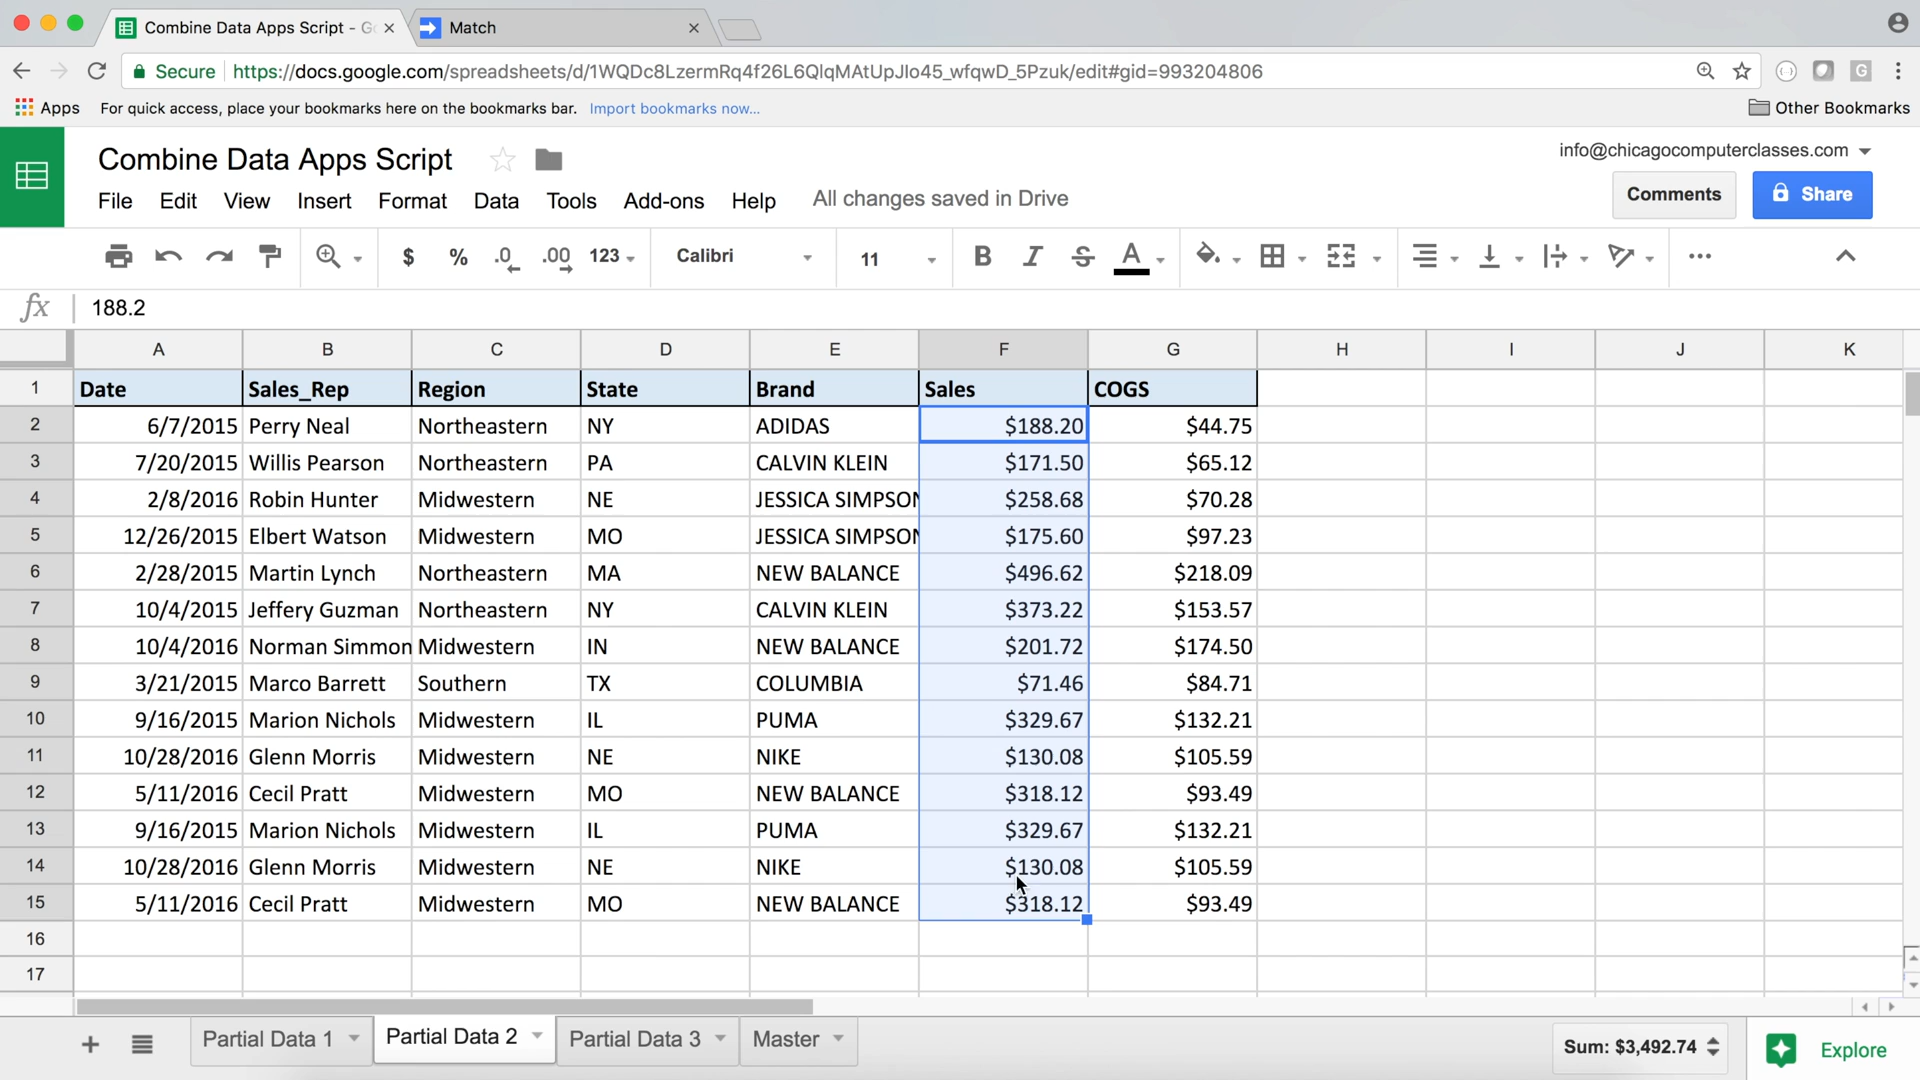 Combine Data Apps Script - Go
Match
Secure https://docs.google.com/spreadsheets/d/1WQDc8LzermRq4f26L6QlqMAtUpJlo45_wfqwD_5Pzuk/edit#gid=993204806
Apps For quick access, place your bookmarks here on the bookmarks bar. Import bookmarks now... Other Bookmarks
Combine Data Apps Script
info@chicagocomputerclasses.com
File Edit View Insert Format Data Tools Add-ons Help All changes saved in Drive
Comments Share
$ % .0 .00 123 Calibri 11 B I S A
fx 188.2
A B C D E F G H I J K
1 Date Sales_Rep Region State Brand Sales COGS
2 6/7/2015 Perry Neal Northeastern NY ADIDAS $188.20 $44.75
3 7/20/2015 Willis Pearson Northeastern PA CALVIN KLEIN $171.50 $65.12
4 2/8/2016 Robin Hunter Midwestern NE JESSICA SIMPSON $258.68 $70.28
5 12/26/2015 Elbert Watson Midwestern MO JESSICA SIMPSON $175.60 $97.23
6 2/28/2015 Martin Lynch Northeastern MA NEW BALANCE $496.62 $218.09
7 10/4/2015 Jeffery Guzman Northeastern NY CALVIN KLEIN $373.22 $153.57
8 10/4/2016 Norman Simmon Midwestern IN NEW BALANCE $201.72 $174.50
9 3/21/2015 Marco Barrett Southern TX COLUMBIA $71.46 $84.71
10 9/16/2015 Marion Nichols Midwestern IL PUMA $329.67 $132.21
11 10/28/2016 Glenn Morris Midwestern NE NIKE $130.08 $105.59
12 5/11/2016 Cecil Pratt Midwestern MO NEW BALANCE $318.12 $93.49
13 9/16/2015 Marion Nichols Midwestern IL PUMA $329.67 $132.21
14 10/28/2016 Glenn Morris Midwestern NE NIKE $130.08 $105.59
15 5/11/2016 Cecil Pratt Midwestern MO NEW BALANCE $318.12 $93.49
16
17
Partial Data 1 Partial Data 2 Partial Data 3 Master Sum: $3,492.74 Explore